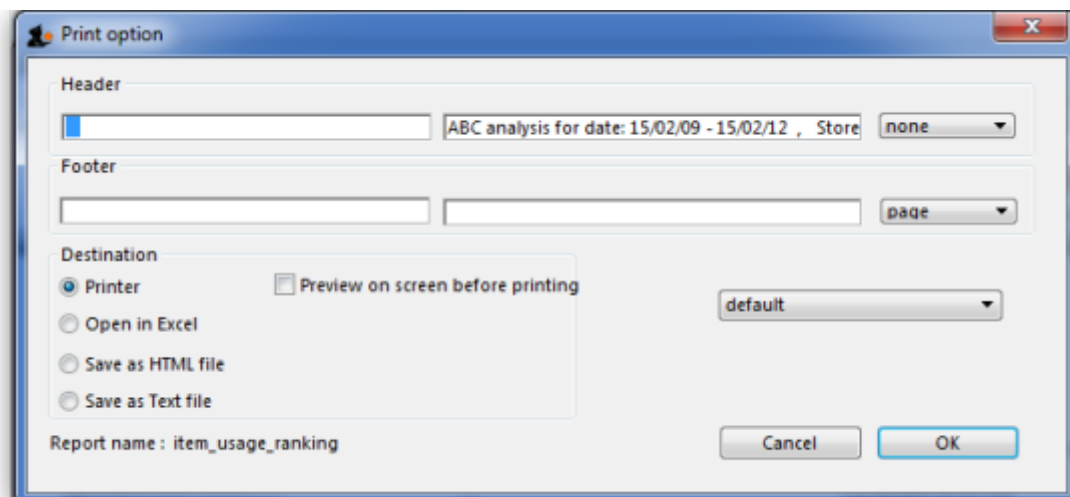 Print option
Header
ABC analysis for date: 15/02/09 - 15/02/12 , Store none
Footer
page
Destination
Printer Preview on screen before printing
default
Open in Excel
Save as HTML file
Save as Text file
Report name : item_usage_ranking Cancel OK